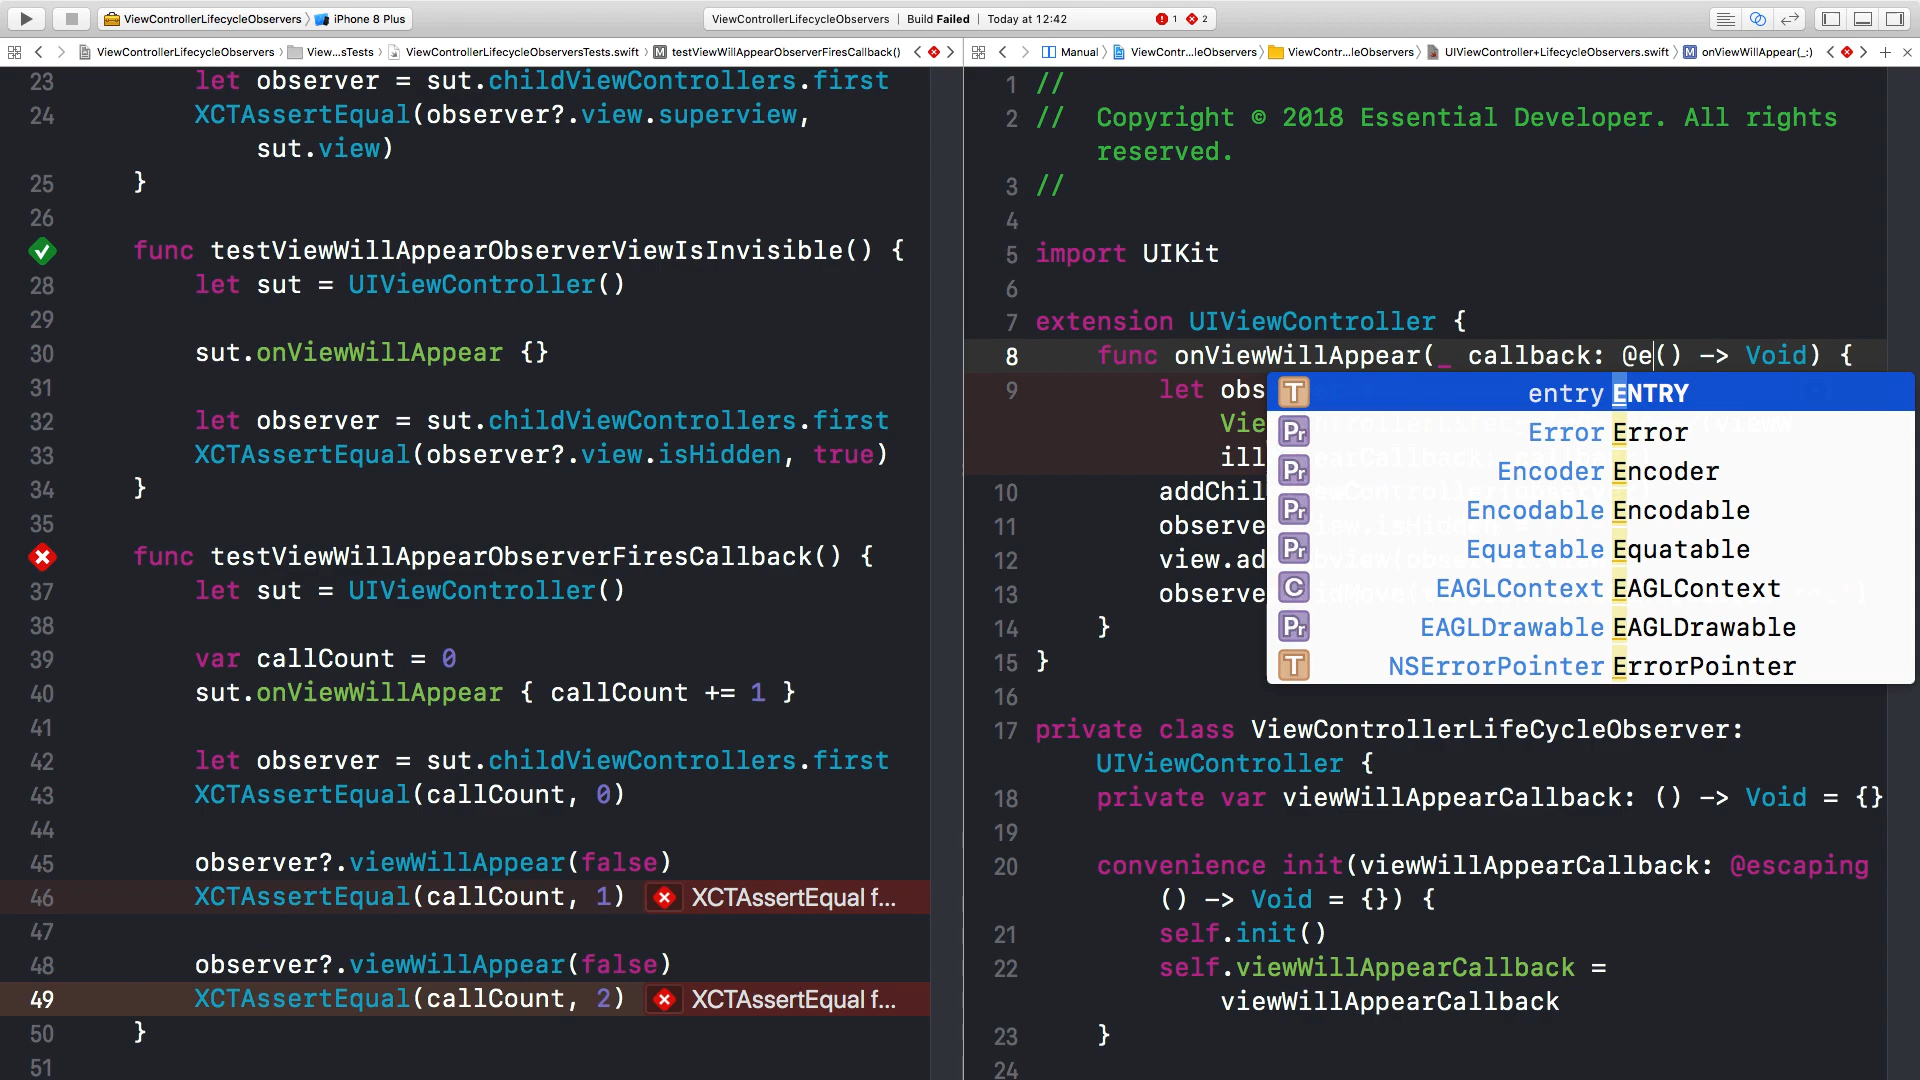 ViewControllerLifecycleObservers › iPhone 8 Plus
ViewControllerLifecycleObservers | Build Failed | Today at 12:42 1 2
ViewControllerLifecycleObservers › View...sTests › ViewControllerLifecycleObserversTests.swift › testViewWillAppearObserverFiresCallback()
23 let observer = sut.childViewControllers.first
24 XCTAssertEqual(observer?.view.superview,
sut.view)
25 }
26
func testViewWillAppearObserverViewIsInvisible() {
28 let sut = UIViewController()
29
30 sut.onViewWillAppear {}
31
32 let observer = sut.childViewControllers.first
33 XCTAssertEqual(observer?.view.isHidden, true)
34 }
35
func testViewWillAppearObserverFiresCallback() {
37 let sut = UIViewController()
38
39 var callCount = 0
40 sut.onViewWillAppear { callCount += 1 }
41
42 let observer = sut.childViewControllers.first
43 XCTAssertEqual(callCount, 0)
44
45 observer?.viewWillAppear(false)
46 XCTAssertEqual(callCount, 1) XCTAssertEqual f...
47
48 observer?.viewWillAppear(false)
49 XCTAssertEqual(callCount, 2) XCTAssertEqual f...
50 }
51
Manual › ViewContr...leObservers › ViewContr...leObservers › UIViewController+LifecycleObservers.swift › onViewWillAppear(_:)
1 //
2 // Copyright © 2018 Essential Developer. All rights
reserved.
3 //
4
5 import UIKit
6
7 extension UIViewController {
8 func onViewWillAppear(_ callback: @e() -> Void) {
9 let obs
Vie
ill
10 addChil
11 observe
12 view.ad
13 observe
14 }
15 }
16
T entry ENTRY
Pr Error Error
Pr Encoder Encoder
Pr Encodable Encodable
Pr Equatable Equatable
C EAGLContext EAGLContext
Pr EAGLDrawable EAGLDrawable
T NSErrorPointer ErrorPointer
17 private class ViewControllerLifeCycleObserver:
UIViewController {
18 private var viewWillAppearCallback: () -> Void = {}
19
20 convenience init(viewWillAppearCallback: @escaping
() -> Void = {}) {
21 self.init()
22 self.viewWillAppearCallback =
viewWillAppearCallback
23 }
24